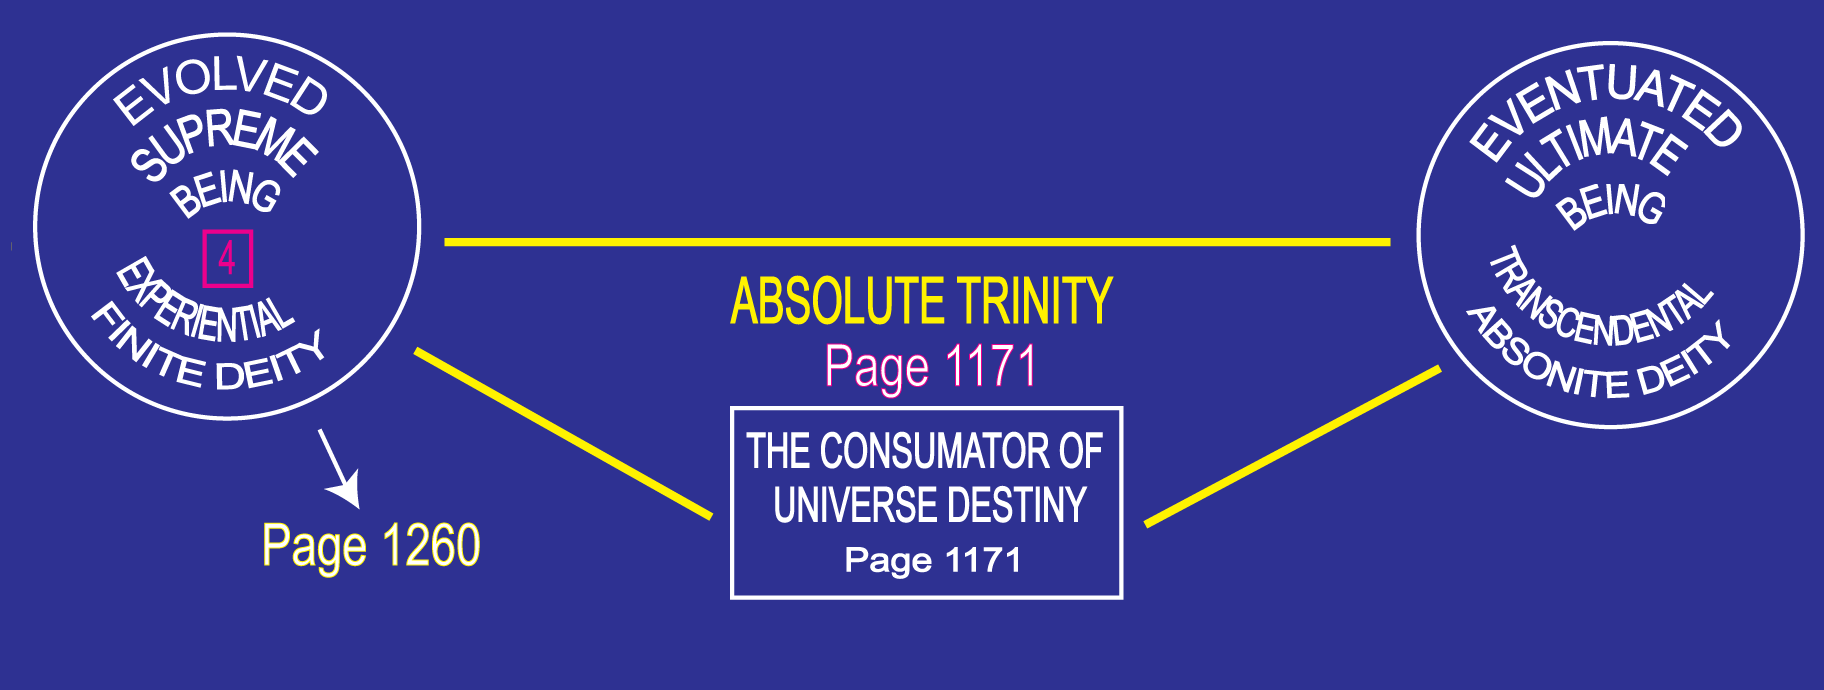 EVOLVED
SUPREME
BEING
4
EXPERIENTIAL
FINITE DEITY
Page 1260
ABSOLUTE TRINITY
Page 1171
THE CONSUMATOR OF
UNIVERSE DESTINY
Page 1171
EVENTUATED
ULTIMATE
BEING
TRANSCENDENTAL
ABSONITE DEITY